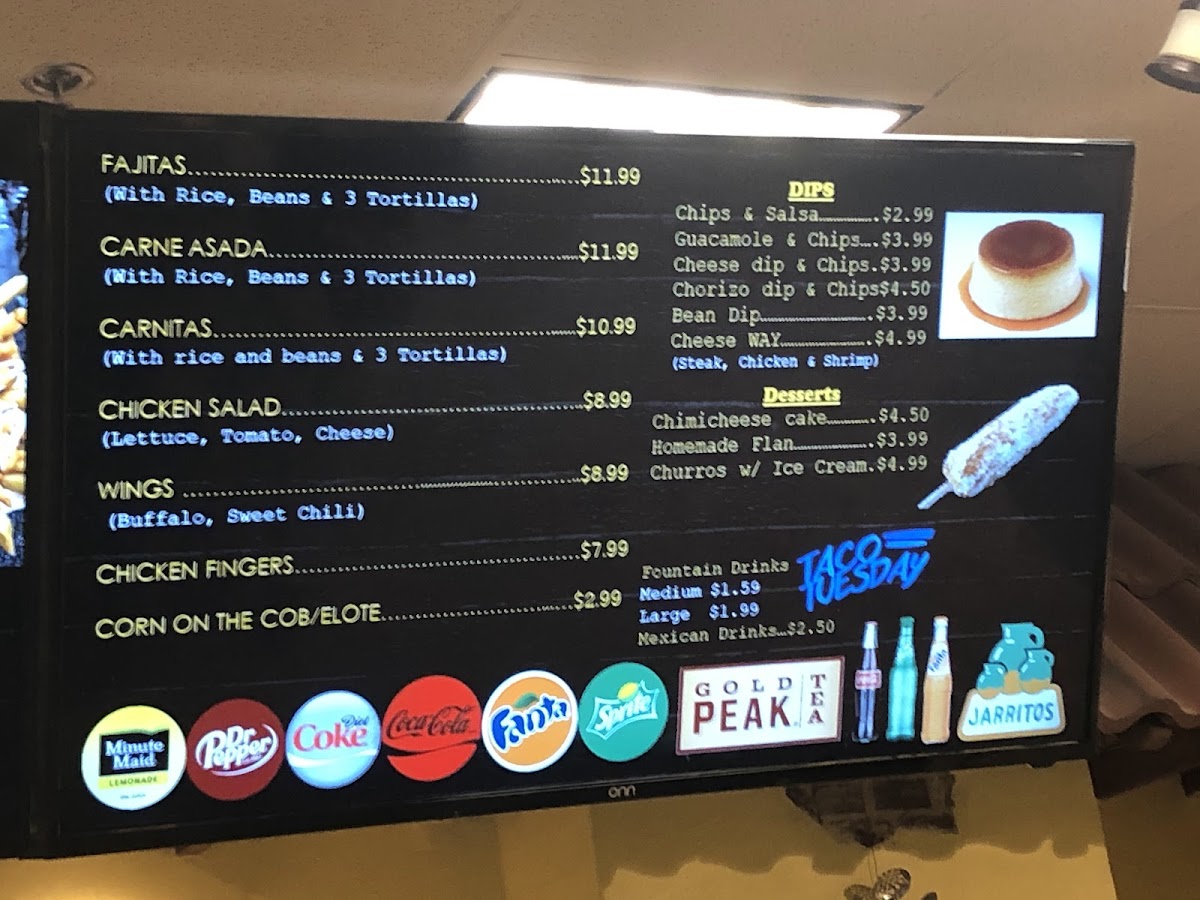 FAJITAS $11.99
(With Rice, Beans & 3 Tortillas)
CARNE ASADA $11.99
(With Rice, Beans & 3 Tortillas)
CARNITAS $10.99
(With rice and beans & 3 Tortillas)
CHICKEN SALAD $8.99
(Lettuce, Tomato, Cheese)
WINGS $8.99
(Buffalo, Sweet Chili)
CHICKEN FINGERS $7.99
CORN ON THE COB/ELOTE $2.99
DIPS
Chips & Salsa $2.99
Guacamole & Chips $3.99
Cheese dip & Chips $3.99
Chorizo dip & Chips $4.50
Bean Dip $3.99
Cheese WAY $4.99
(Steak, Chicken & Shrimp)
Desserts
Chimicheese Cake $4.50
Homemade Flan $3.99
Churros w/ Ice Cream $4.99
Fountain Drinks
Medium $1.59
Large $1.99
Mexican Drinks $2.50
TACO
TUESDAY
Minute
Maid
LEMONADE
Dr Pepper
Diet
Coke
Coca-Cola
Fanta
Sprite
GOLD
PEAK
TEA
Fanta
JARRITOS
onn